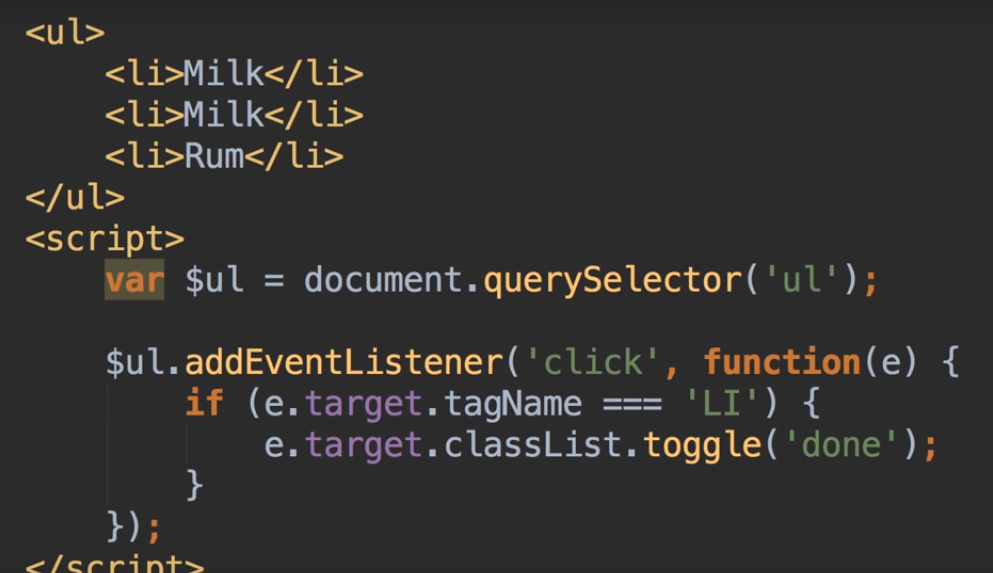 <ul>
    <li>Milk</li>
    <li>Milk</li>
    <li>Rum</li>
</ul>
<script>
    var $ul = document.querySelector('ul');

    $ul.addEventListener('click', function(e) {
        if (e.target.tagName === 'LI') {
            e.target.classList.toggle('done');
        }
    });
</script>